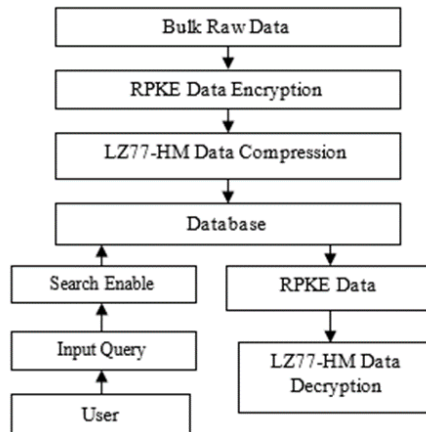 Bulk Raw Data
RPKE Data Encryption
LZ77-HM Data Compression
Database
Search Enable
RPKE Data
Input Query
LZ77-HM Data
Decryption
User